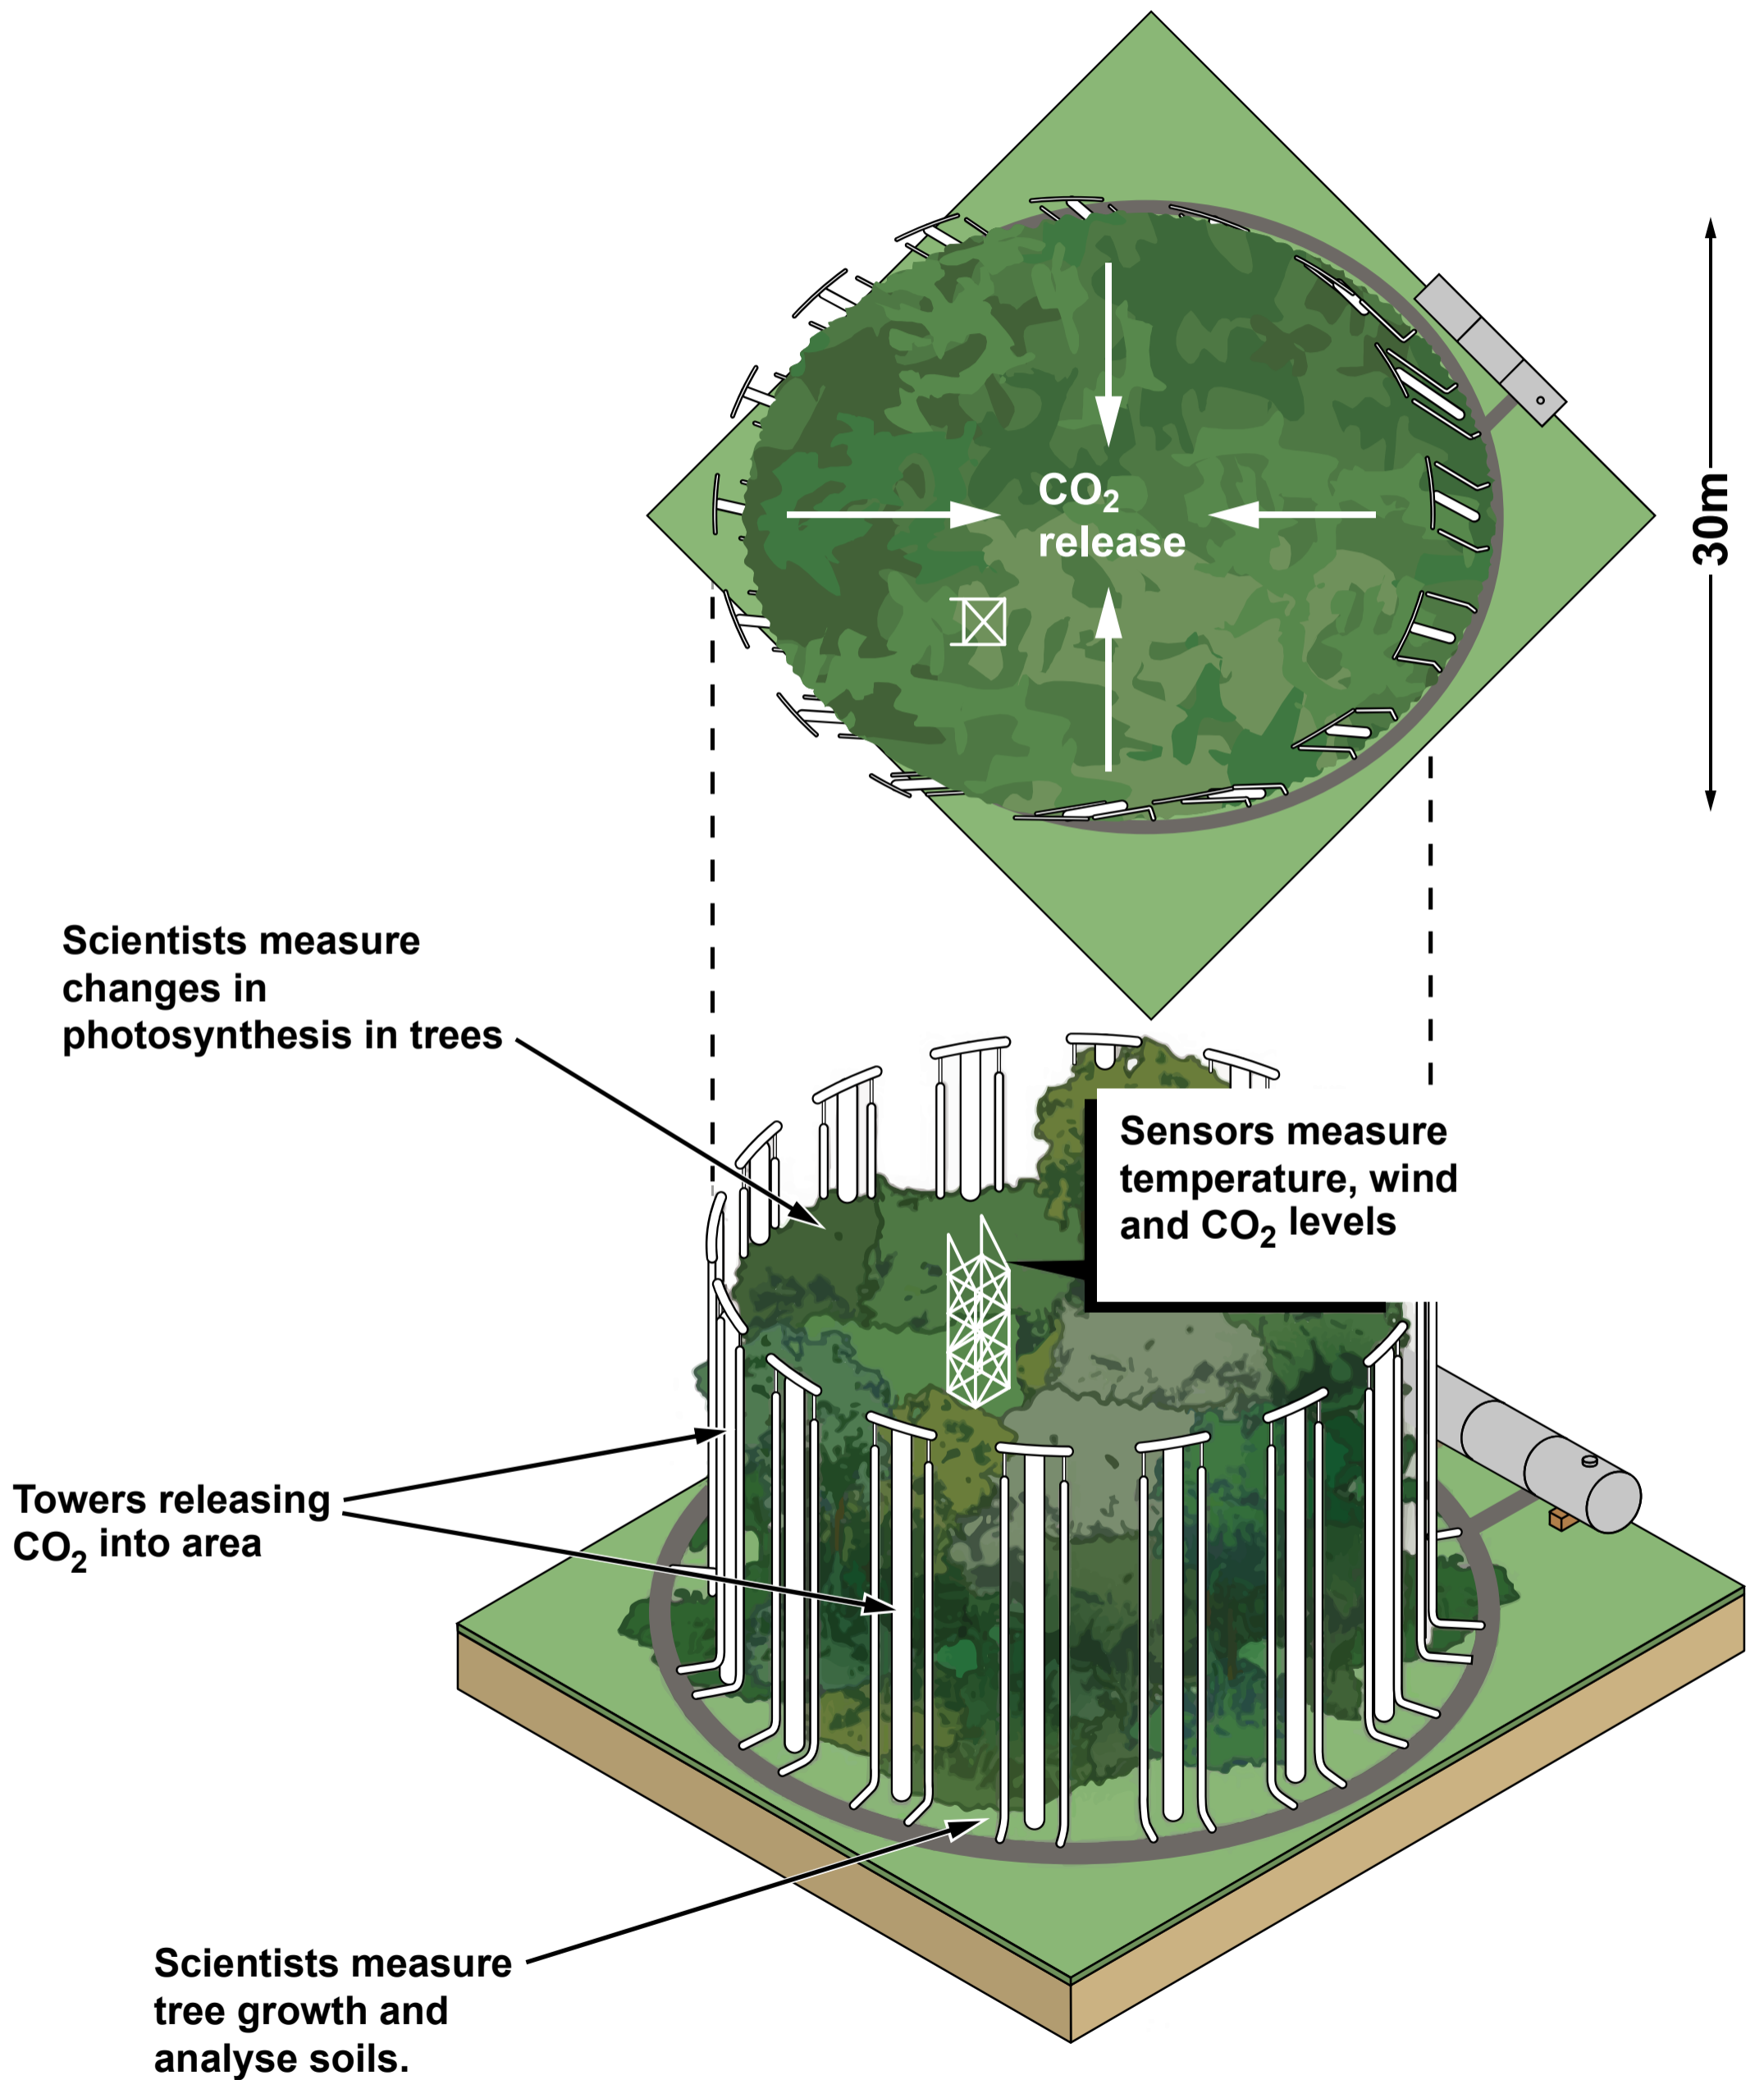 CO₂
release
30m
Scientists measure
changes in
photosynthesis in trees
Sensors measure
temperature, wind
and CO₂ levels
Towers releasing
CO₂ into area
Scientists measure
tree growth and
analyse soils.